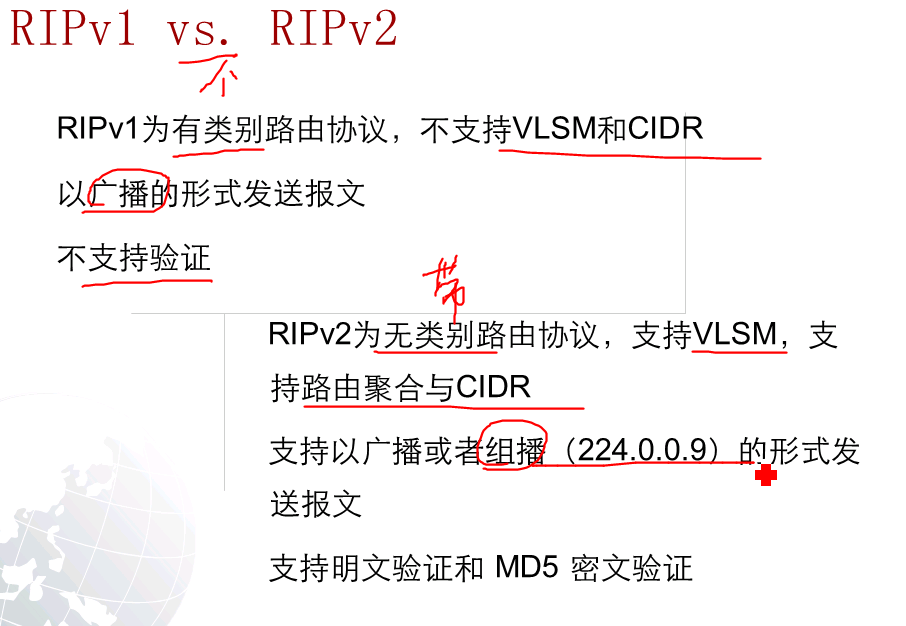 RIPv1 vs. RIPv2
不
RIPv1为有类别路由协议，不支持VLSM和CIDR
以广播的形式发送报文
不支持验证
带
RIPv2为无类别路由协议，支持VLSM，支
持路由聚合与CIDR
支持以广播或者组播（224.0.0.9）的形式发
送报文
支持明文验证和 MD5 密文验证